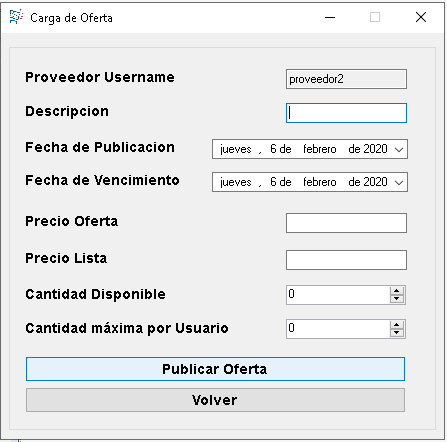 Carga de Oferta
Proveedor Username proveedor2
Descripcion
Fecha de Publicacion jueves , 6 de febrero de 2020
Fecha de Vencimiento jueves , 6 de febrero de 2020
Precio Oferta
Precio Lista
Cantidad Disponible 0
Cantidad máxima por Usuario 0
Publicar Oferta
Volver